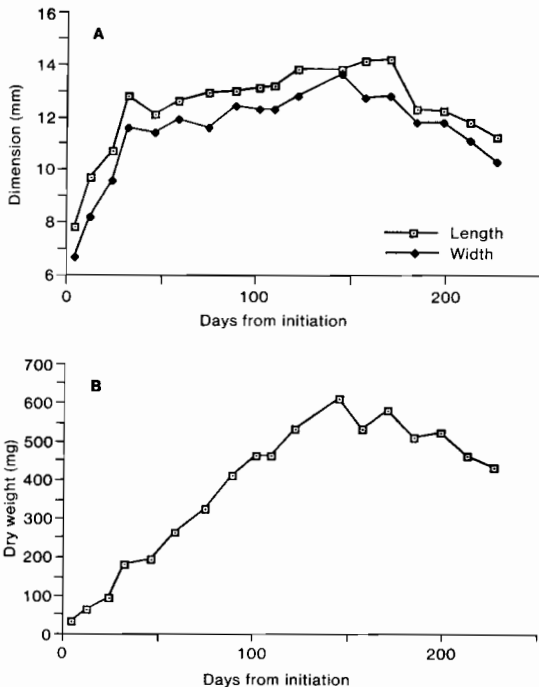 A
16
14
12
10
8
6
Dimension (mm)
Length
Width
0
100
200
Days from initiation
B
700
600
500
400
300
200
100
0
Dry weight (mg)
0
100
200
Days from initiation